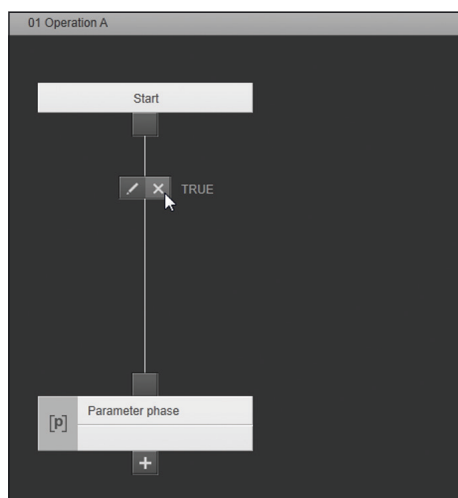 01 Operation A
Start
TRUE
[p]
Parameter phase